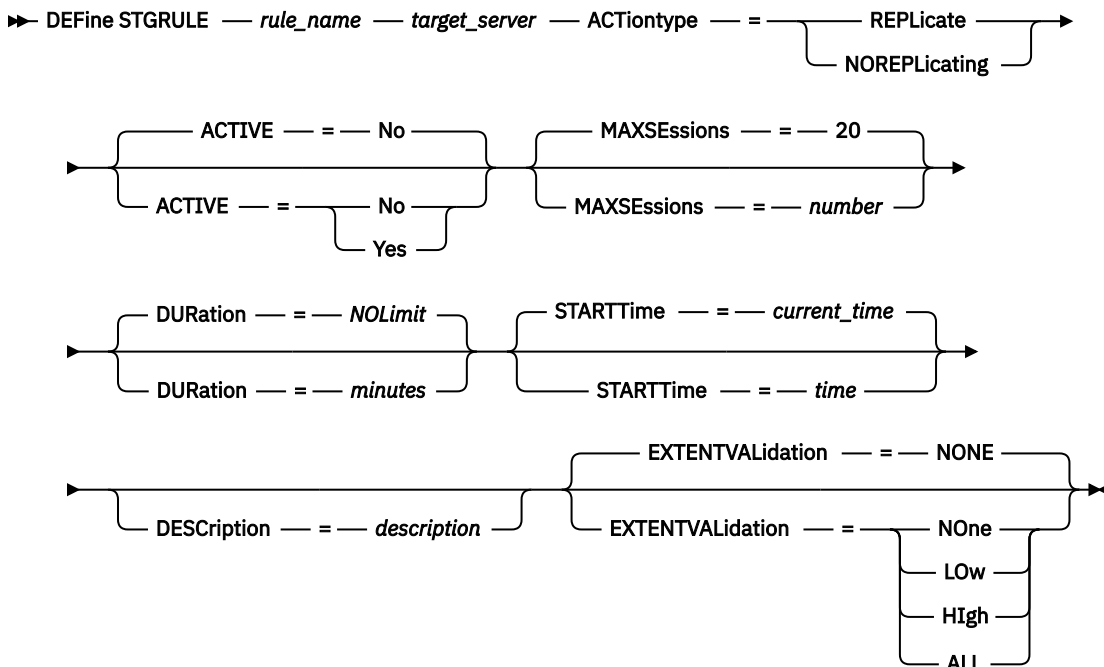 DEFine STGRULE — rule_name — target_server — ACTiontype — = — REPLicate
NOREPLicating
ACTIVE — = — No
MAXSEssions — = — 20
ACTIVE — = — No
MAXSEssions — = — number
Yes
DURation — = — NOLimit
STARTTime — = — current_time
DURation — = — minutes
STARTTime — = — time
EXTENTVALidation — = — NONE
DESCription — = — description
EXTENTVALidation — = — NOne
LOw
HIgh
ALL